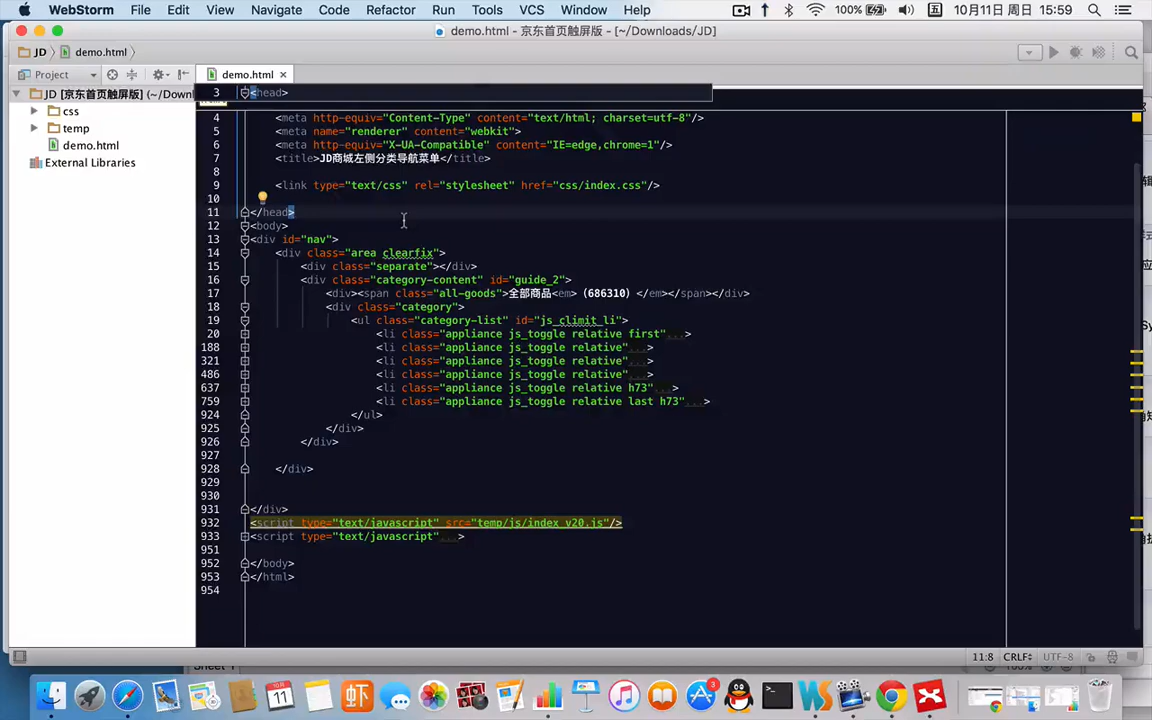 WebStorm File Edit View Navigate Code Refactor Run Tools VCS Window Help 100% 五 10月11日 周日 15:59
demo.html - 京东首页触屏版 - [~/Downloads/JD]
JD demo.html
Project demo.html
JD [京东首页触屏版] (~/Down
css
temp
demo.html
External Libraries
3 <head>
4 <meta http-equiv="Content-Type" content="text/html; charset=utf-8"/>
5 <meta name="renderer" content="webkit">
6 <meta http-equiv="X-UA-Compatible" content="IE=edge,chrome=1"/>
7 <title>JD商城左侧分类导航菜单</title>
8
9 <link type="text/css" rel="stylesheet" href="css/index.css"/>
10
11 </head>
12 <body>
13 <div id="nav">
14 <div class="area clearfix">
15 <div class="separate"></div>
16 <div class="category-content" id="guide_2">
17 <div><span class="all-goods">全部商品<em>（686310）</em></span></div>
18 <div class="category">
19 <ul class="category-list" id="js_climit_li">
20 <li class="appliance js_toggle relative first"...>
188 <li class="appliance js_toggle relative"...>
321 <li class="appliance js_toggle relative"...>
486 <li class="appliance js_toggle relative"...>
637 <li class="appliance js_toggle relative h73"...>
759 <li class="appliance js_toggle relative last h73"...>
924 </ul>
925 </div>
926 </div>
927
928 </div>
929
930
931 </div>
932 <script type="text/javascript" src="temp/js/index_v20.js"/>
933 <script type="text/javascript"...>
951
952 </body>
953 </html>
954
11:8 CRLF UTF-8
虾
11
3